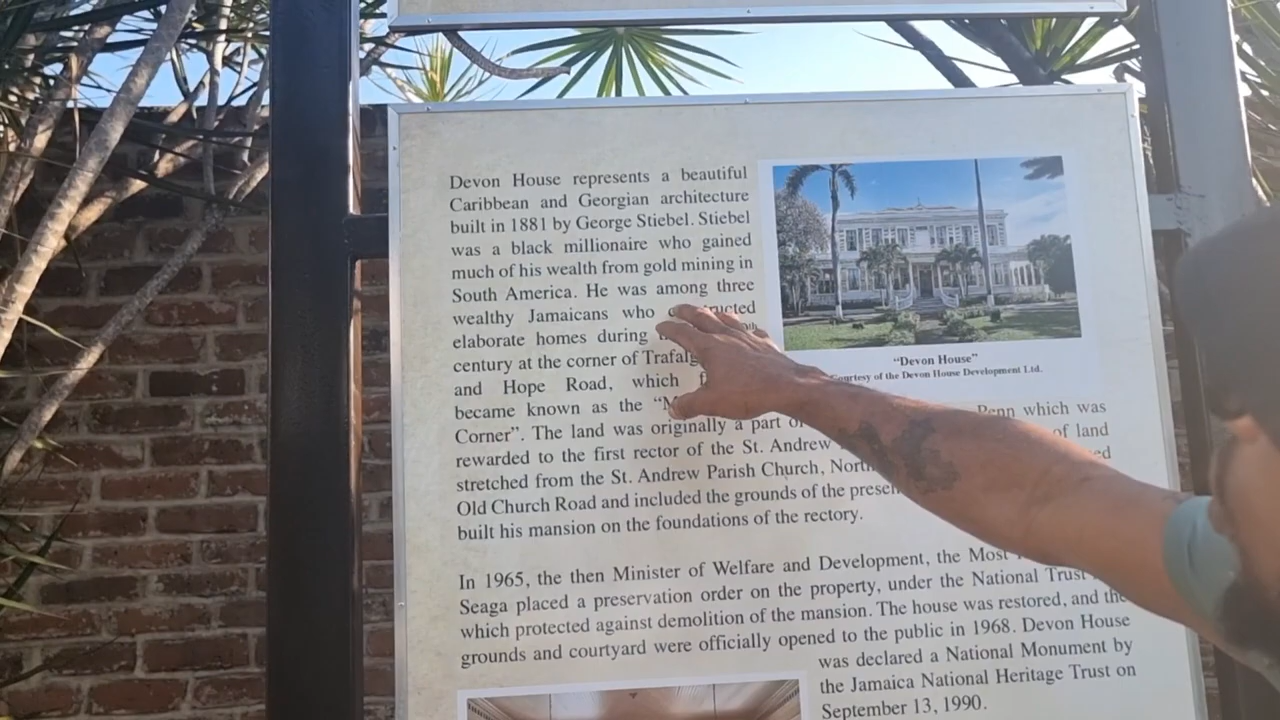 Devon House represents a beautiful
Caribbean and Georgian architecture
built in 1881 by George Stiebel. Stiebel
was a black millionaire who gained
much of his wealth from gold mining in
South America. He was among three
wealthy Jamaicans who
elaborate homes during
century at the corner of
and Hope Road, which
became known as the
Corner”. The land was originally a part
rewarded to the first rector of the St. Andrew
stretched from the St. Andrew Parish Church,
Old Church Road and included the grounds of the
built his mansion on the foundations of the rectory.
“Devon House”
Courtesy of the Devon House Development Ltd.
Penn which was
of land
In 1965, the then Minister of Welfare and Development, the Most
Seaga placed a preservation order on the property, under the National Trust
which protected against demolition of the mansion. The house was restored, and the
grounds and courtyard were officially opened to the public in 1968. Devon House
was declared a National Monument by
the Jamaica National Heritage Trust on
September 13, 1990.